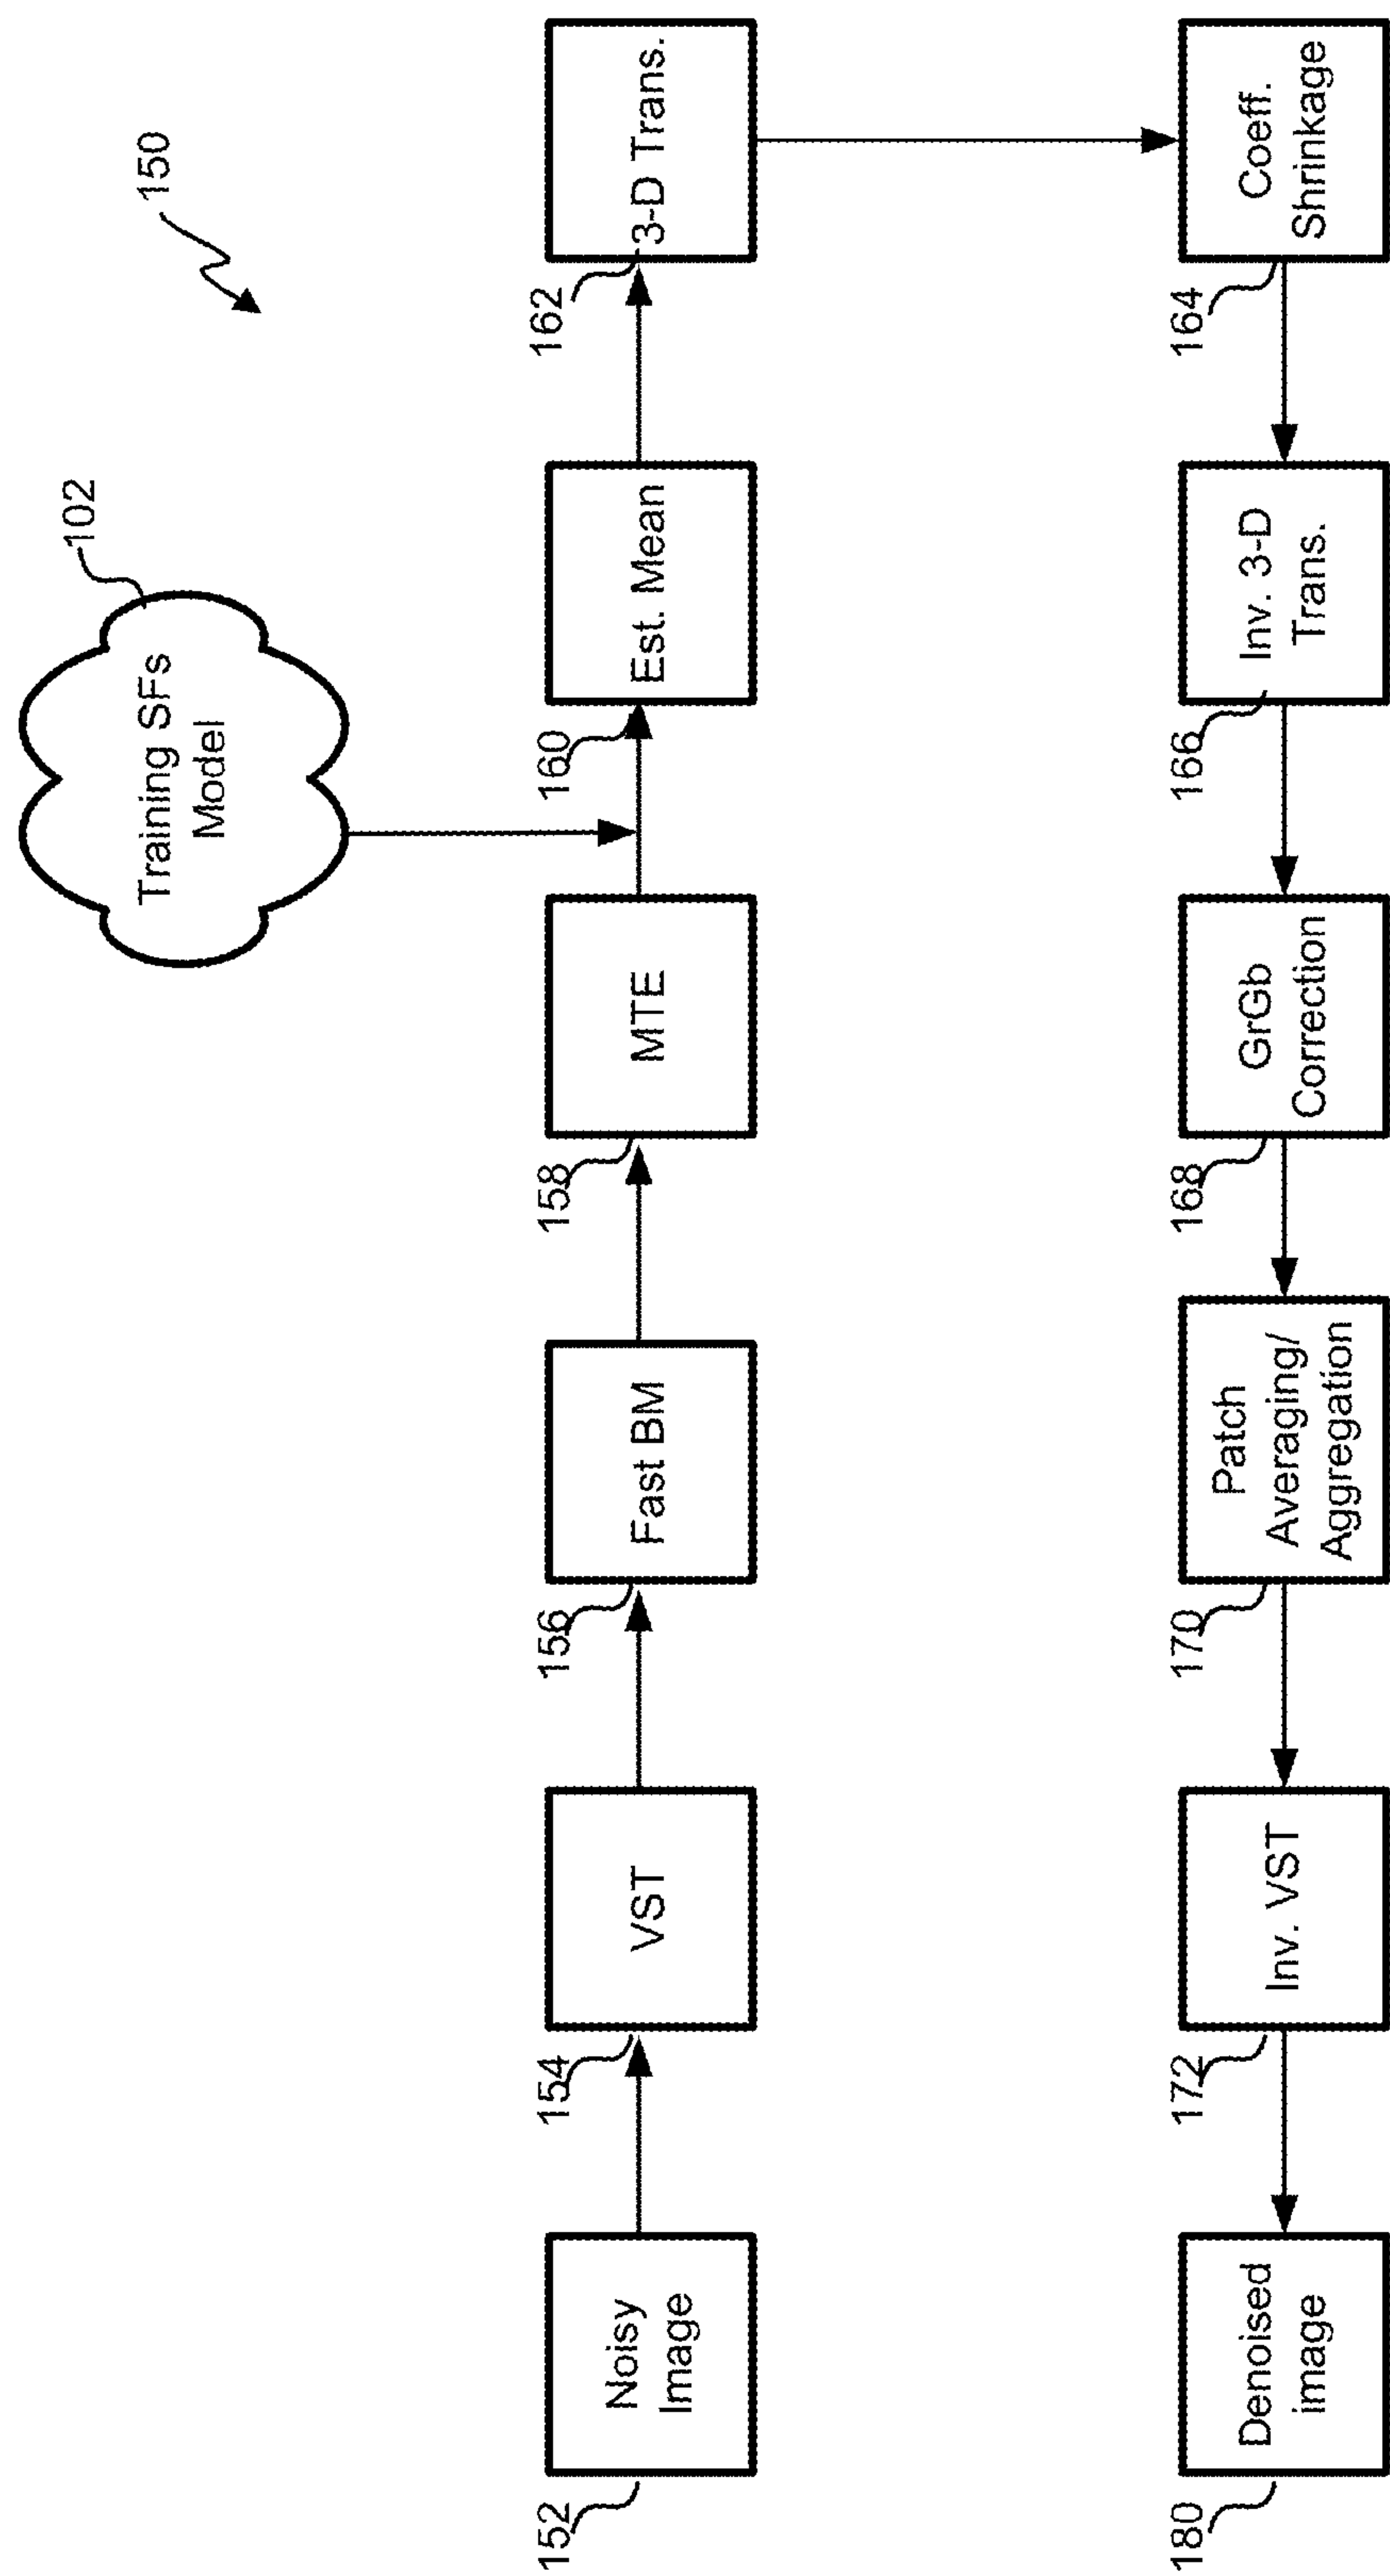 150
102
Training SFs
Model
152
Noisy
Image
154
VST
156
Fast BM
158
MTE
160
Est. Mean
162
3-D Trans.
164
Coeff.
Shrinkage
166
Inv. 3-D
Trans.
168
GrGb
Correction
170
Patch
Averaging/
Aggregation
172
Inv. VST
180
Denoised
image